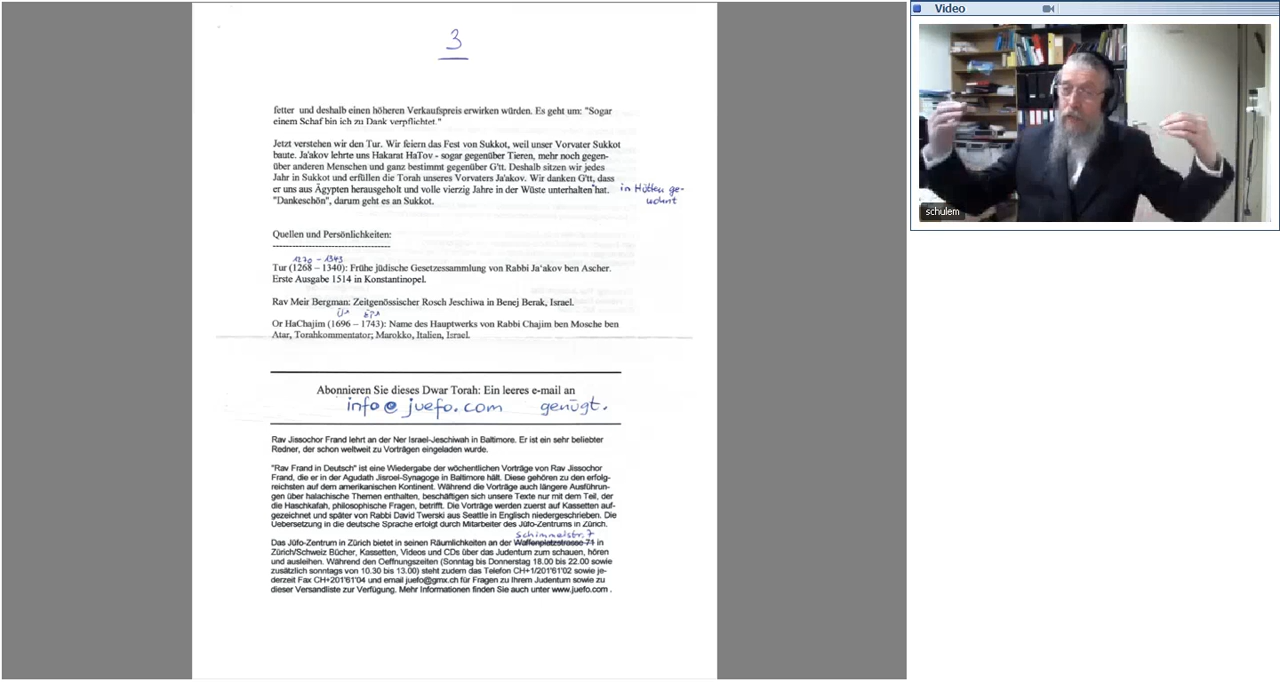 Video
schulem
3
fetter und deshalb einen höheren Verkaufspreis erwirken würden. Es geht um: "Sogar
einem Schaf bin ich zu Dank verpflichtet."
Jetzt verstehen wir den Tur. Wir feiern das Fest von Sukkot, weil unser Vorvater Sukkot
baute. Ja'akov lehrte uns Hakarat HaTov - sogar gegenüber Tieren, mehr noch gegen-
über anderen Menschen und ganz bestimmt gegenüber G'tt. Deshalb sitzen wir jedes
Jahr in Sukkot und erfüllen die Torah unseres Vorvaters Ja'akov. Wir danken G'tt, dass
er uns aus Ägypten herausgeholt und volle vierzig Jahre in der Wüste unterhalten hat. in Hütten ge-
"Dankeschön", darum geht es an Sukkot.
Quellen und Persönlichkeiten:
----------------------------------
1270 - 1343
Tur (1268 – 1340): Frühe jüdische Gesetzessammlung von Rabbi Ja'akov ben Ascher.
Erste Ausgabe 1514 in Konstantinopel.
Rav Meir Bergman: Zeitgenössischer Rosch Jeschiwa in Benej Berak, Israel.
Or HaChajim (1696 – 1743): Name des Hauptwerks von Rabbi Chajim ben Mosche ben
Atar, Torahkommentator; Marokko, Italien, Israel.
Abonnieren Sie dieses Dwar Torah: Ein leeres e-mail an
info@juefo.com genügt.
Rav Jissochor Frand lehrt an der Ner Israel-Jeschiwah in Baltimore. Er ist ein sehr beliebter
Redner, der schon weltweit zu Vorträgen eingeladen wurde.
"Rav Frand in Deutsch" ist eine Wiedergabe der wöchentlichen Vorträge von Rav Jissochor
Frand, die er in der Agudath Jisroel-Synagoge in Baltimore hält. Diese gehören zu den erfolg-
reichsten auf dem amerikanischen Kontinent. Während die Vorträge auch längere Ausführun-
gen über halachische Themen enthalten, beschäftigen sich unsere Texte nur mit dem Teil, der
die Haschkafah, philosophische Fragen, betrifft. Die Vorträge werden zuerst auf Kassetten auf-
gezeichnet und später von Rabbi David Twerski aus Seattle in Englisch niedergeschrieben. Die
Uebersetzung in die deutsche Sprache erfolgt durch Mitarbeiter des Jüfo-Zentrums in Zürich.
Schimmelstr. 7
Das Jüfo-Zentrum in Zürich bietet in seinen Räumlichkeiten an der Waffenplatzstrasse 71 in
Zürich/Schweiz Bücher, Kassetten, Videos und CDs über das Judentum zum schauen, hören
und ausleihen. Während den Oeffnungszeiten (Sonntag bis Donnerstag 18.00 bis 22.00 sowie
zusätzlich sonntags von 10.30 bis 13.00) steht zudem das Telefon CH+1/201'61'02 sowie je-
derzeit Fax CH+201'61'04 und email juefo@gmx.ch für Fragen zu Ihrem Judentum sowie zu
dieser Versandliste zur Verfügung. Mehr Informationen finden Sie auch unter www.juefo.com .